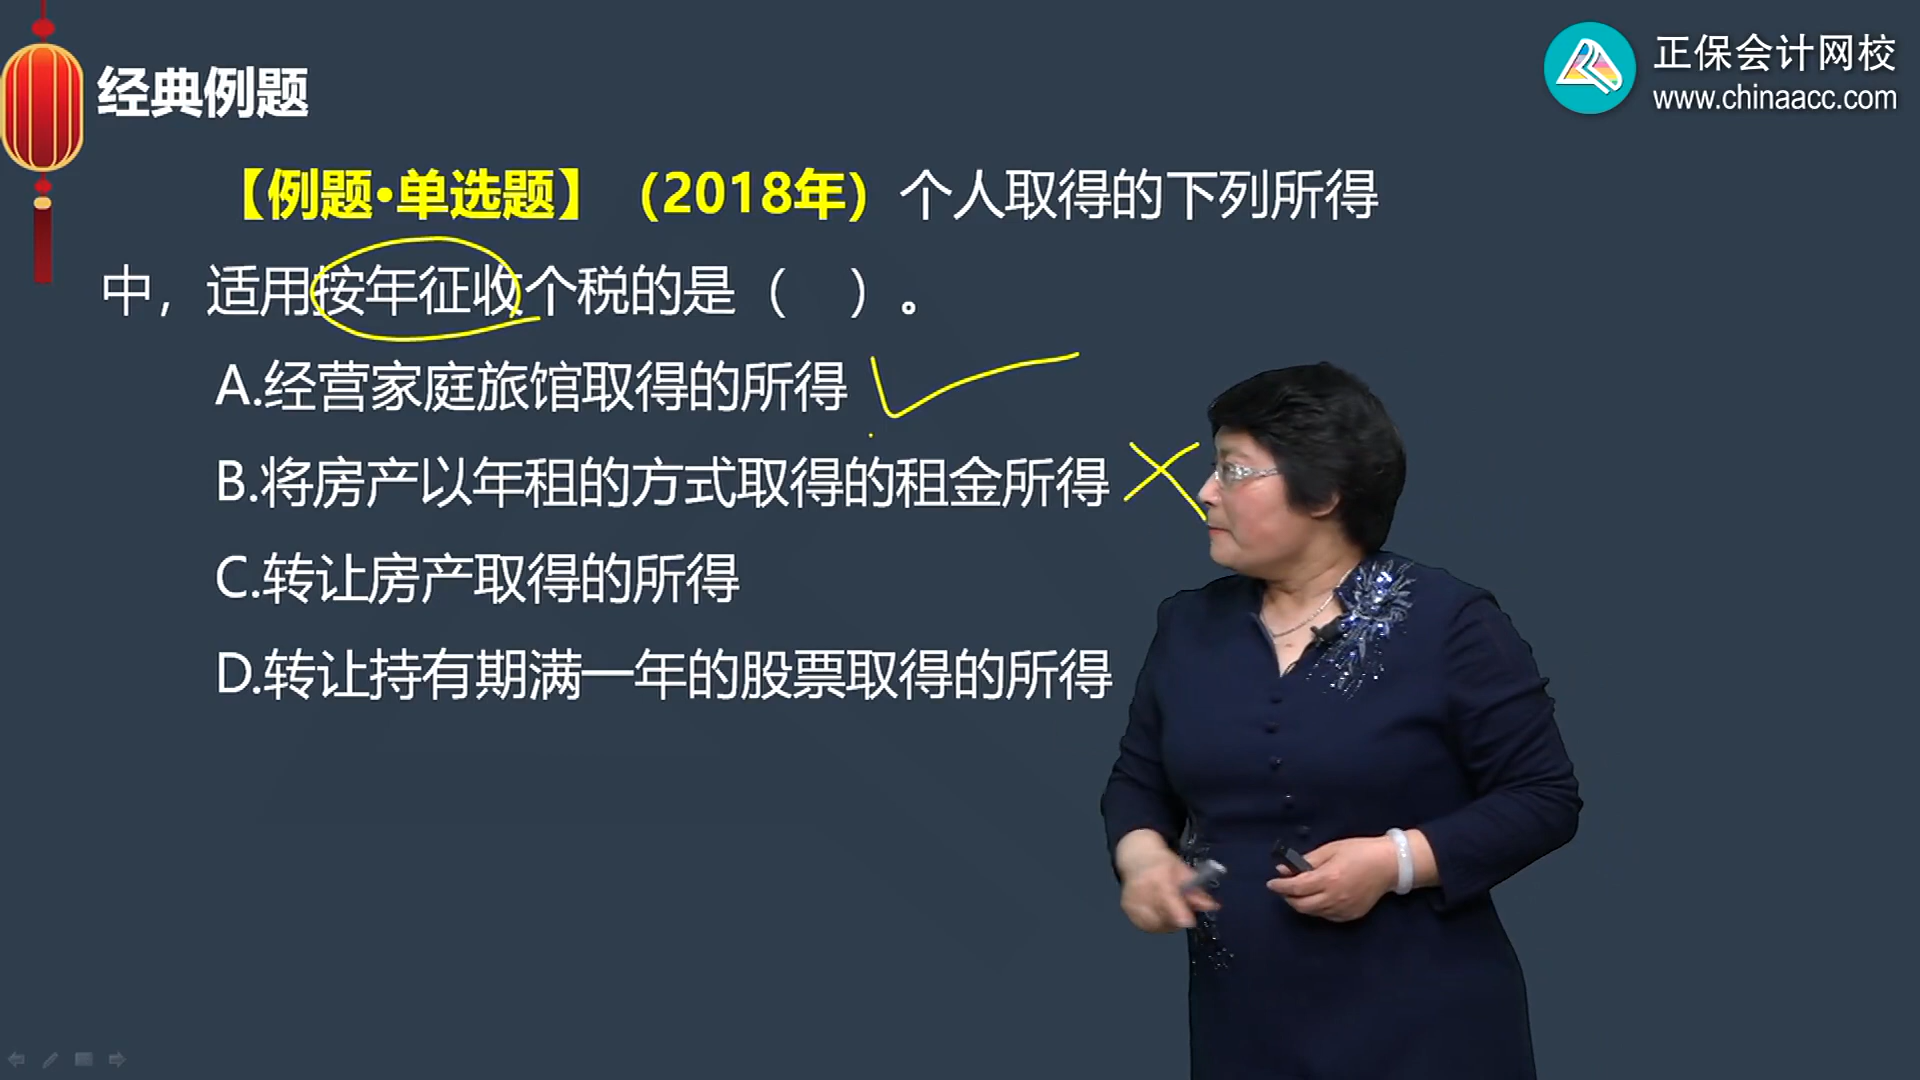 正保会计网校
www.chinaacc.com
经典例题
【例题•单选题】（2018年）个人取得的下列所得
中，适用按年征收个税的是（　）。
A.经营家庭旅馆取得的所得
B.将房产以年租的方式取得的租金所得
C.转让房产取得的所得
D.转让持有期满一年的股票取得的所得